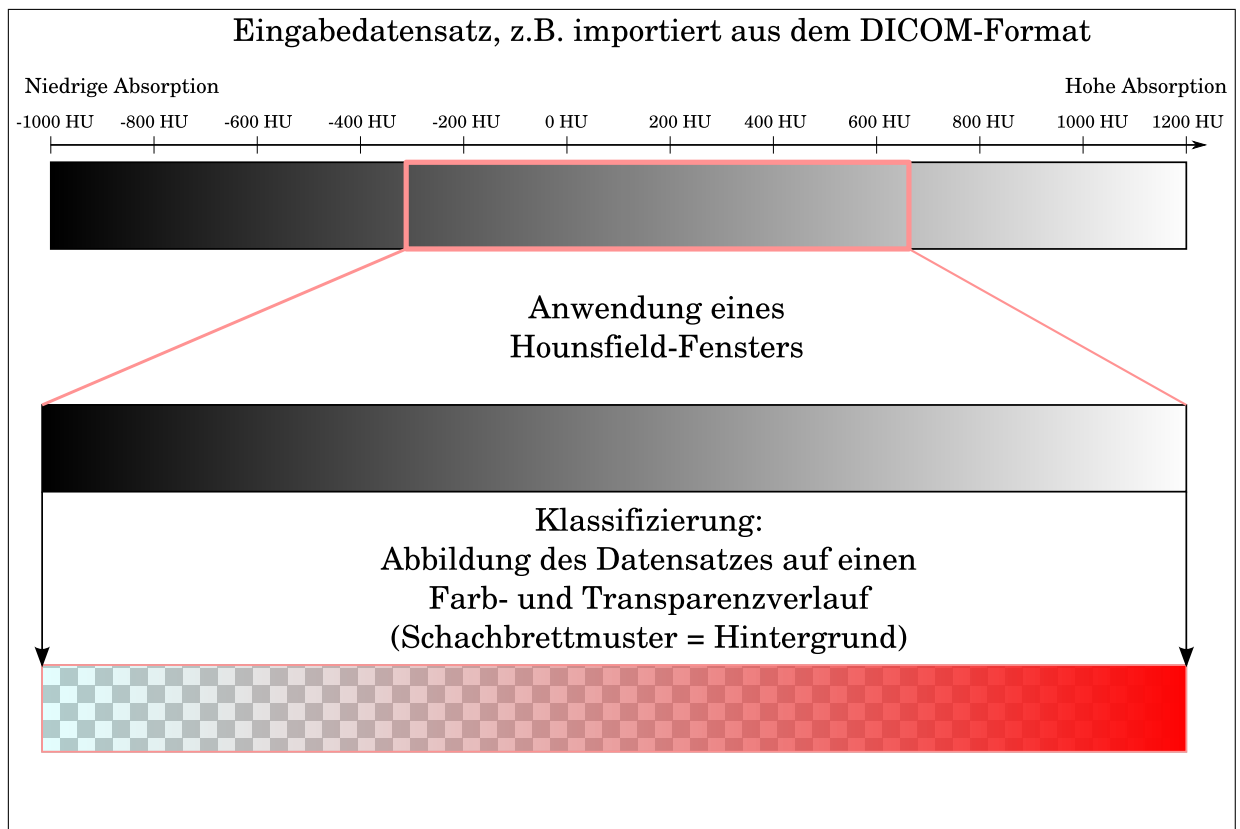 Eingabedatensatz, z.B. importiert aus dem DICOM-Format
Niedrige Absorption
Hohe Absorption
-1000 HU -800 HU -600 HU -400 HU -200 HU 0 HU 200 HU 400 HU 600 HU 800 HU 1000 HU 1200 HU
Anwendung eines
Hounsfield-Fensters
Klassifizierung:
Abbildung des Datensatzes auf einen
Farb- und Transparenzverlauf
(Schachbrettmuster = Hintergrund)